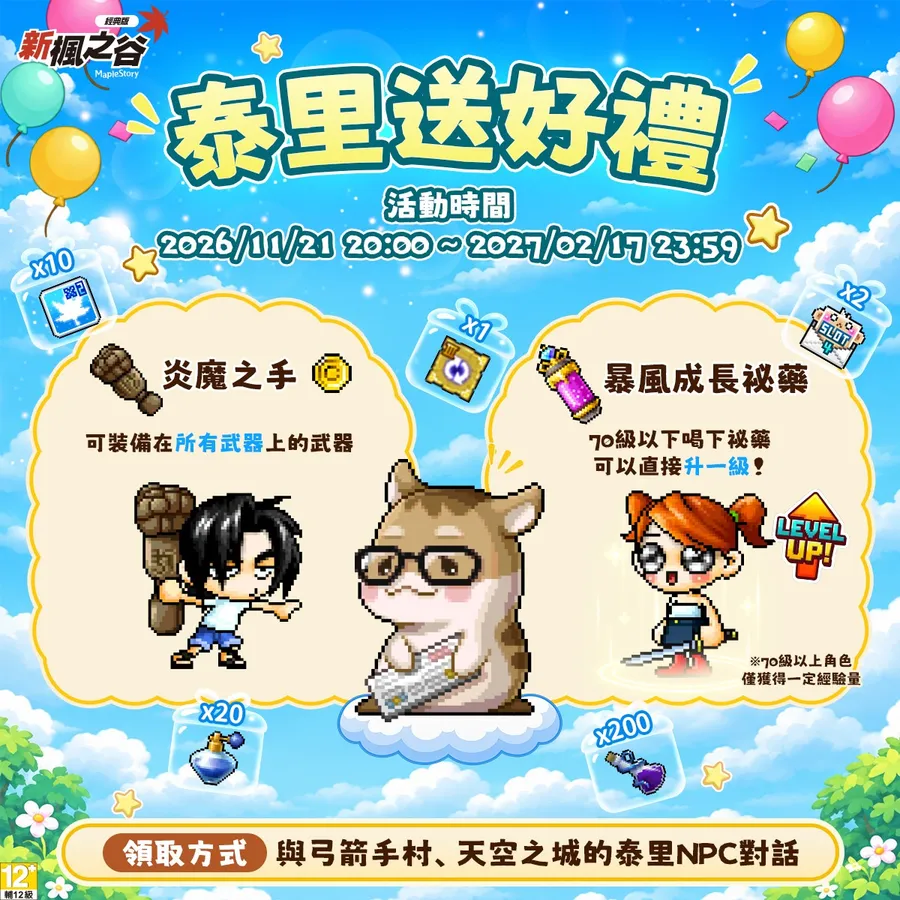 經典版
新楓之谷
MapleStory
泰里送好禮
活動時間
2026/11/21 20:00 ~ 2027/02/17 23:59
x10
x1
x2
SLOT
4
炎魔之手
可裝備在所有武器上的武器
暴風成長祕藥
70級以下喝下祕藥
可以直接升一級!
LEVEL
UP!
※70級以上角色
僅獲得一定經驗量
x20
x200
領取方式 與弓箭手村、天空之城的泰里NPC對話
12+
輔12級